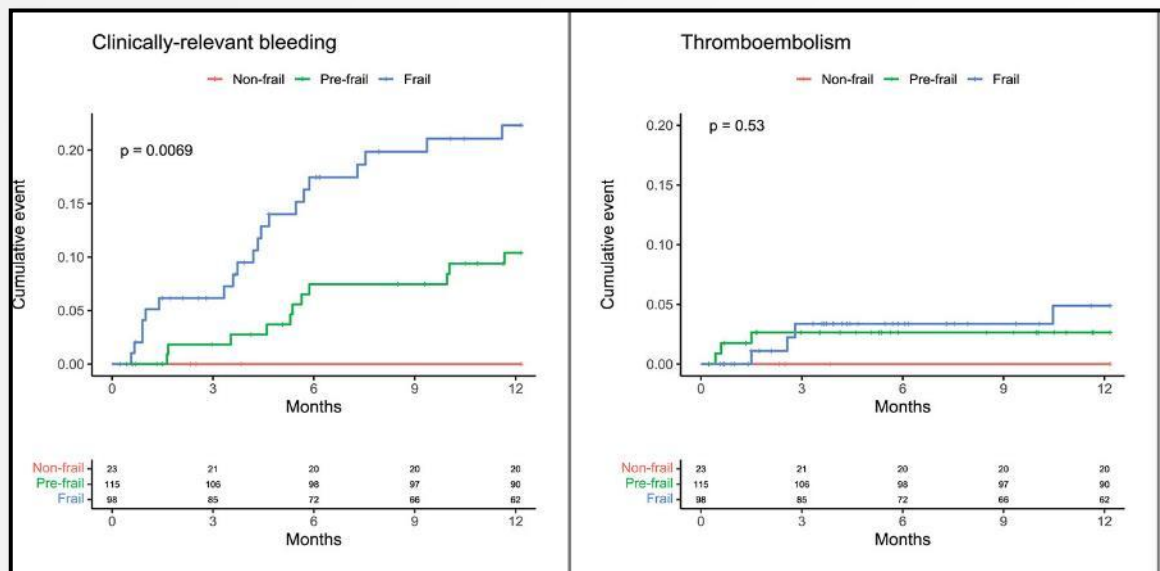 Clinically-relevant bleeding
Non-frail Pre-frail Frail
p = 0.0069
0.20
0.15
0.10
0.05
0.00
Cumulative event
0 3 6 9 12
Months
Non-frail 23 21 20 20 20
Pre-frail 115 106 98 97 90
Frail 98 85 72 66 62
0 3 6 9 12
Months
Thromboembolism
Non-frail Pre-frail Frail
p = 0.53
0.20
0.15
0.10
0.05
0.00
Cumulative event
0 3 6 9 12
Months
Non-frail 23 21 20 20 20
Pre-frail 115 106 98 97 90
Frail 98 85 72 66 62
0 3 6 9 12
Months